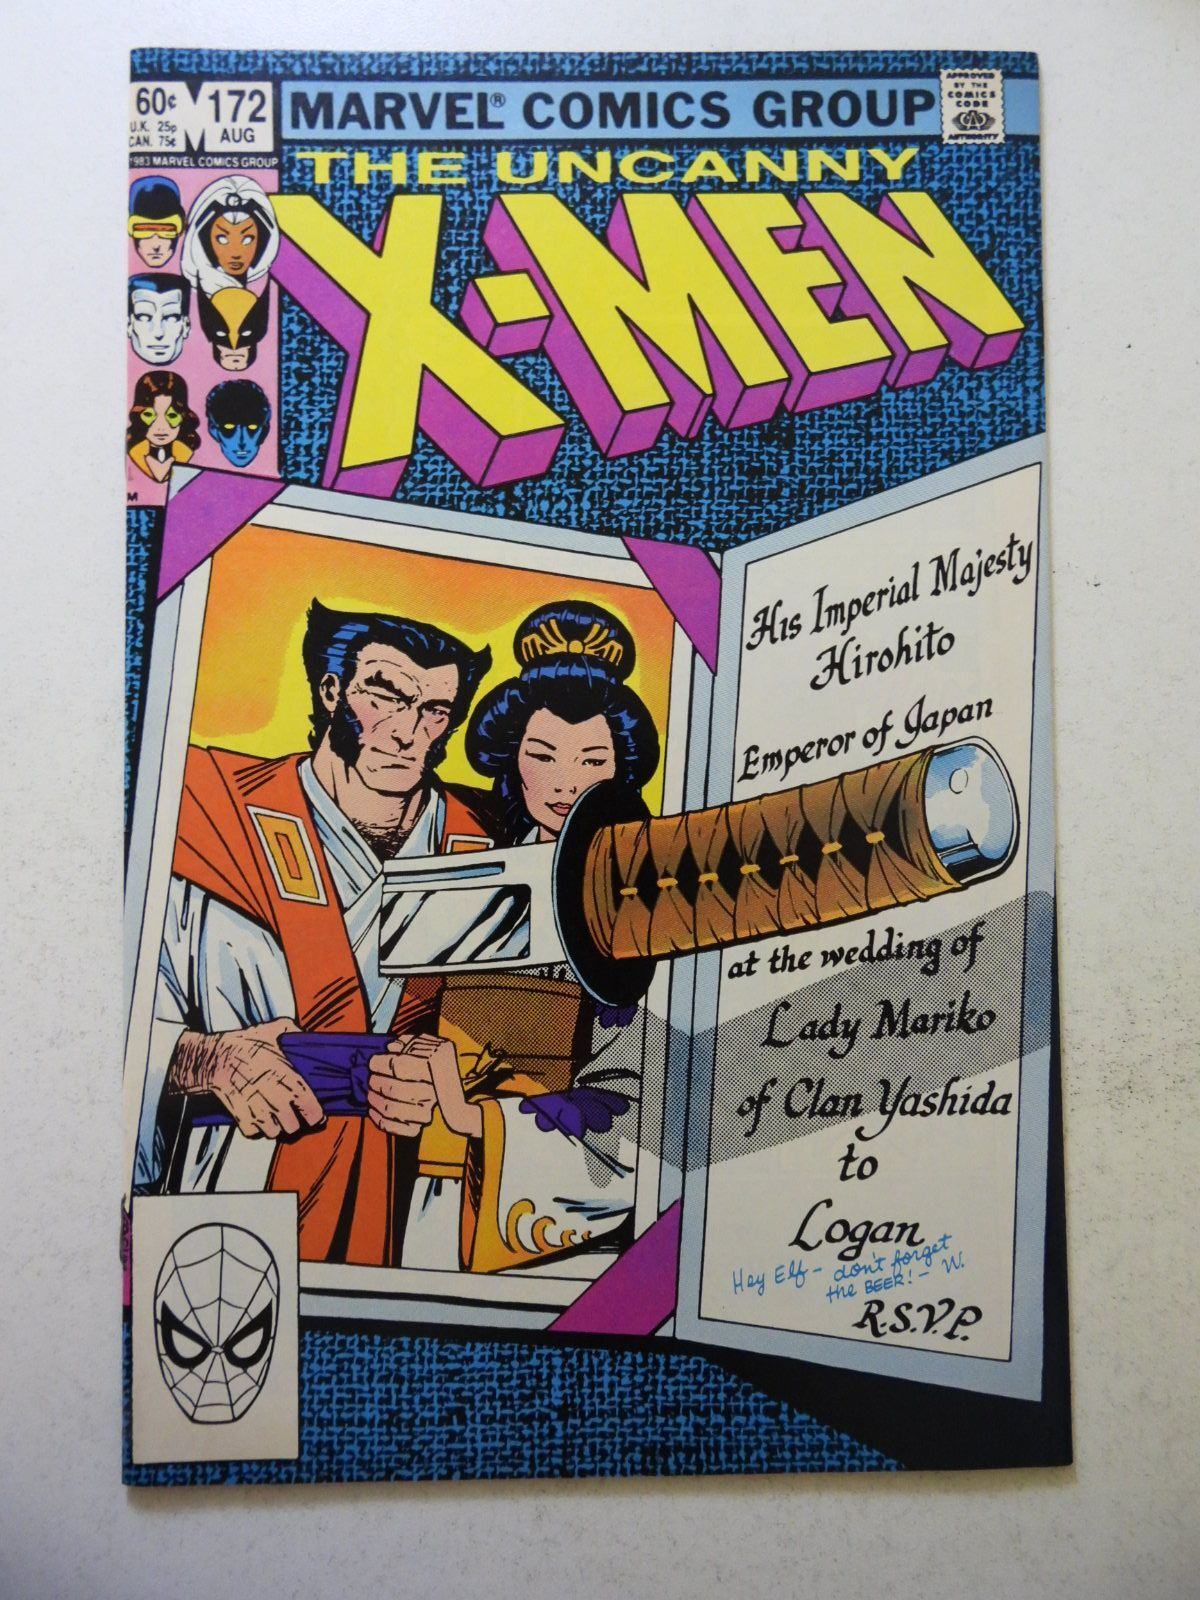 60¢
U.K. 25p
CAN. 75¢
M
172
AUG
MARVEL® COMICS GROUP
APPROVED
BY THE
COMICS
CODE
AUTHORITY
1983 MARVEL COMICS GROUP
THE UNCANNY
X-MEN
His Imperial Majesty
Hirohito
Emperor of Japan
at the wedding of
Lady Mariko
of Clan Yashida
to
Logan
Hey Elf - don't forget
the BEER! - W.
R.S.V.P.